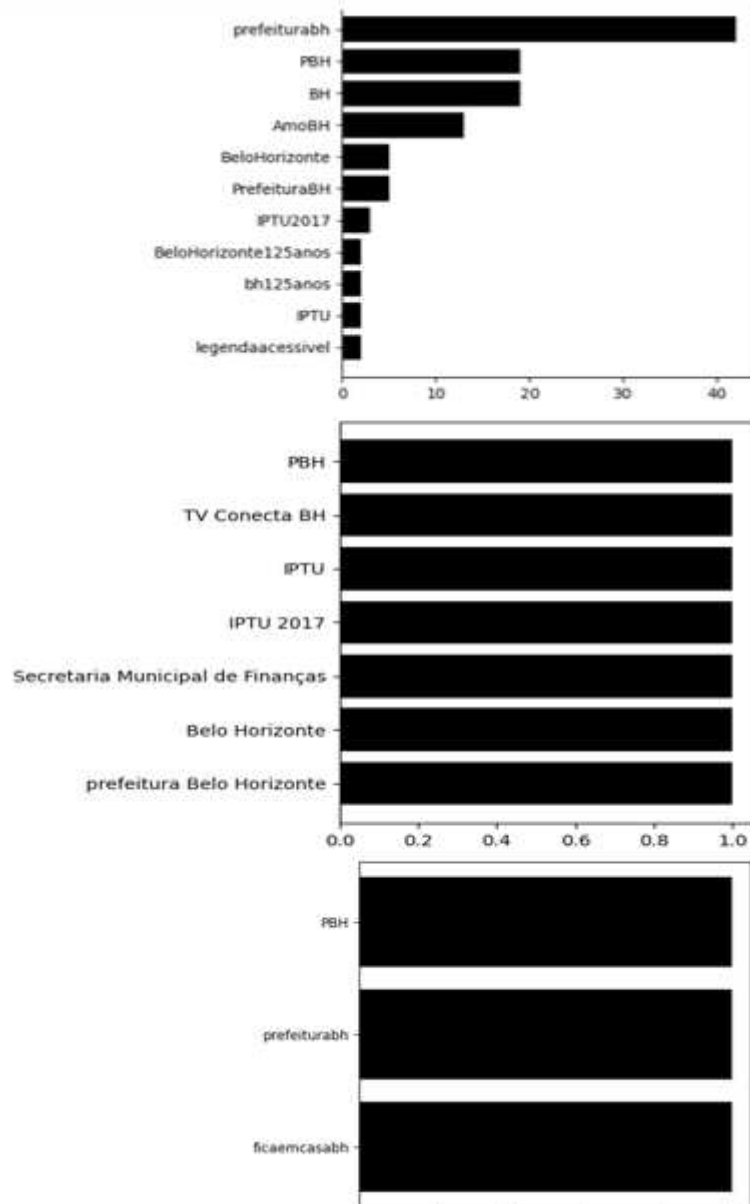 prefeiturabh
PBH
BH
AmoBH
BeloHorizonte
PrefeituraBH
IPTU2017
BeloHorizonte125anos
bh125anos
IPTU
legendaacessivel
0 10 20 30 40
PBH
TV Conecta BH
IPTU
IPTU 2017
Secretaria Municipal de Finanças
Belo Horizonte
prefeitura Belo Horizonte
0.0 0.2 0.4 0.6 0.8 1.0
PBH
prefeiturabh
ficaemcasabh